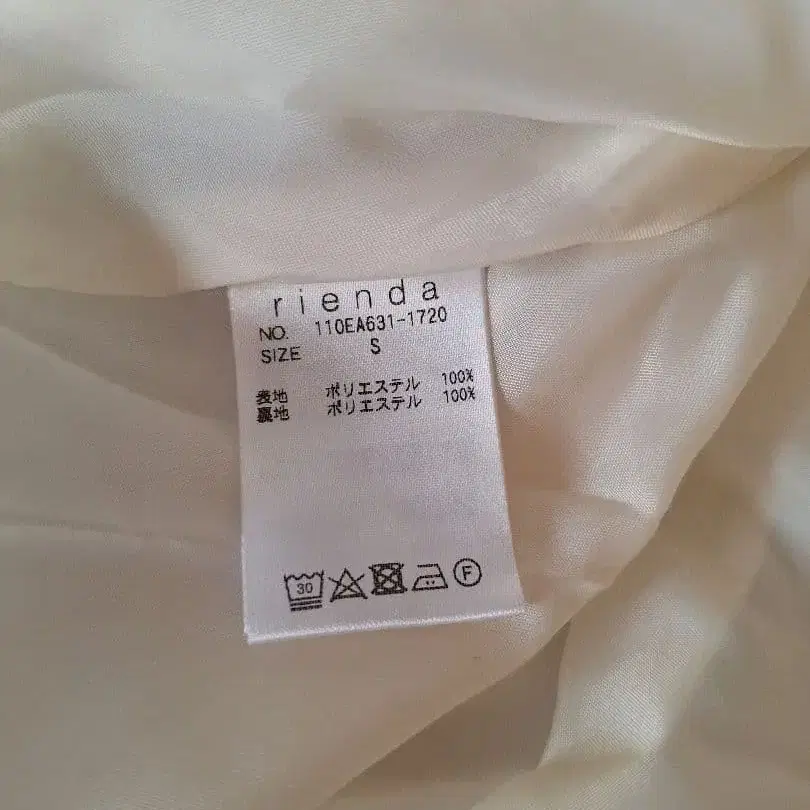 rienda
NO. 110EA631-1720
SIZE S
表地 ポリエステル 100%
裏地 ポリエステル 100%
30 F